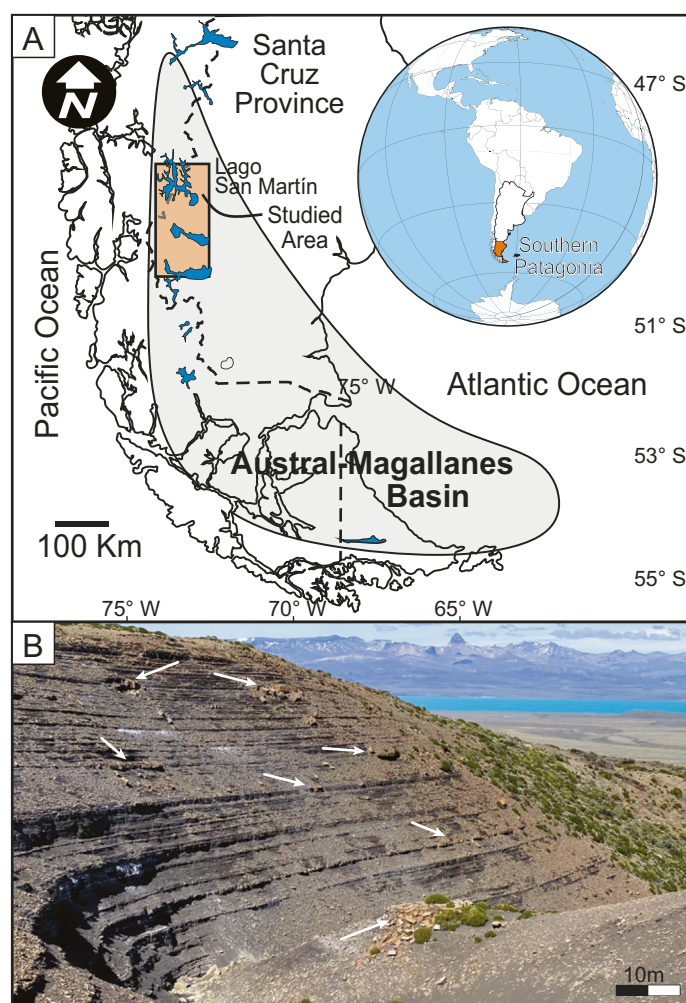 A
N
Santa
Cruz
Province
47° S
Lago
San Martín
Studied
Area
Southern
Patagonia
Pacific Ocean
51° S
75° W
Atlantic Ocean
53° S
Austral-Magallanes
Basin
100 Km
55° S
75° W
70° W
65° W
B
10m